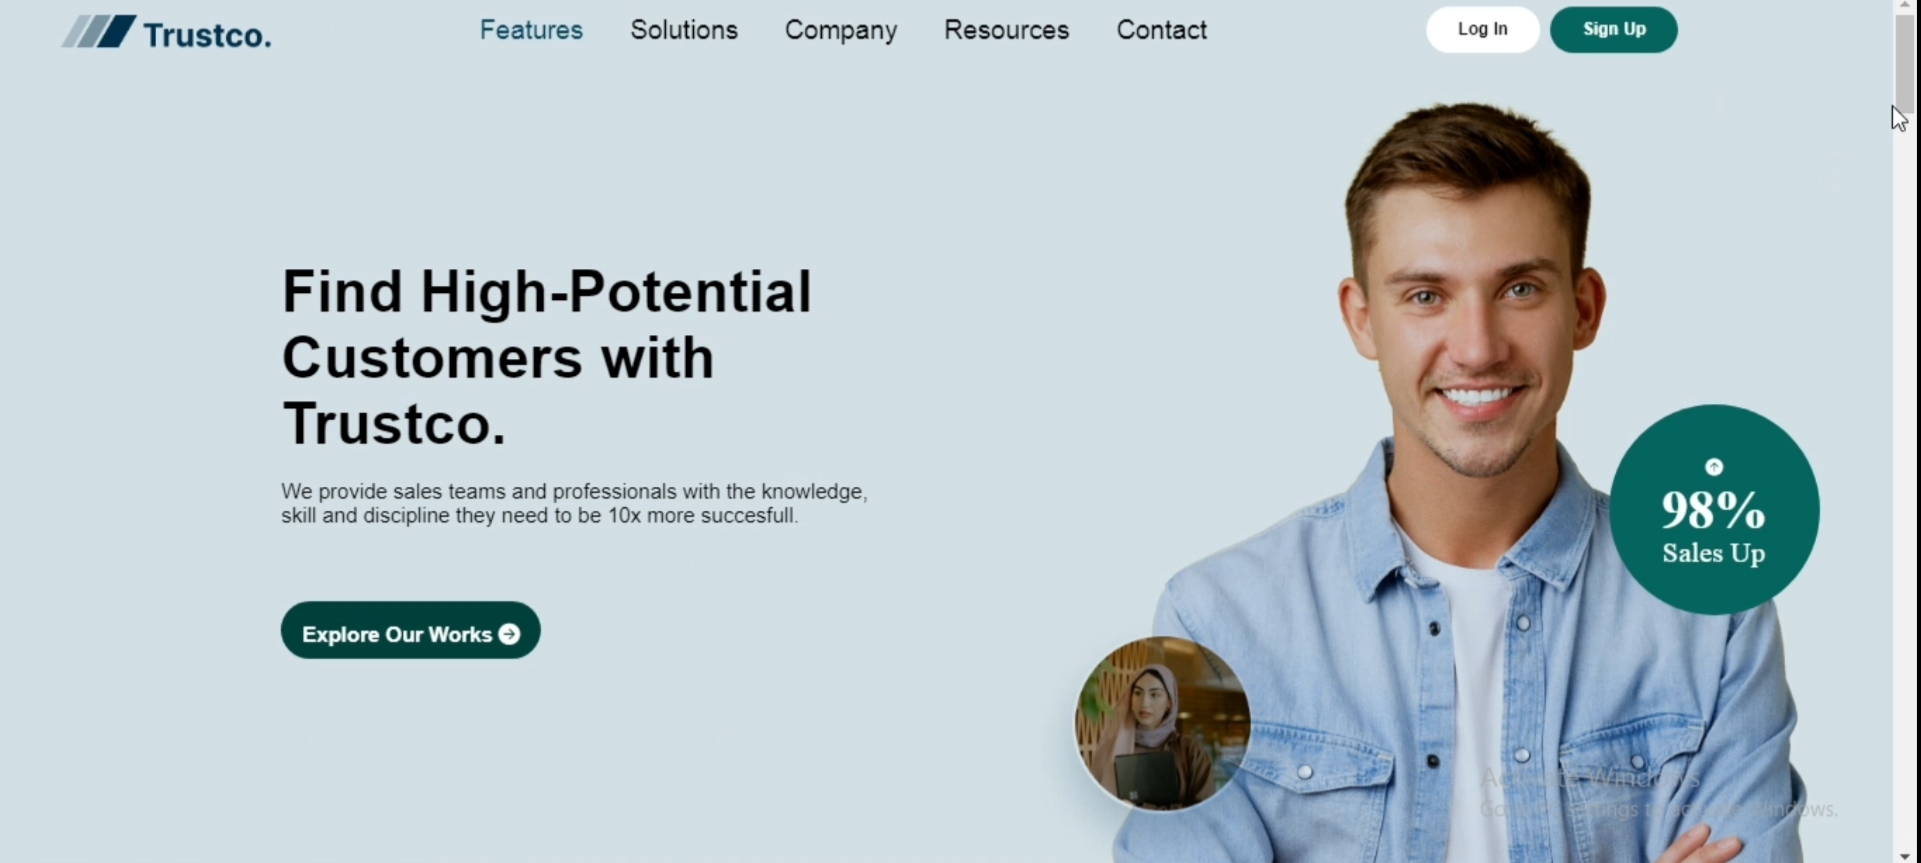 Trustco.
Features Solutions Company Resources Contact
Log In
Sign Up
Find High-Potential
Customers with
Trustco.
We provide sales teams and professionals with the knowledge,
skill and discipline they need to be 10x more succesfull.
Explore Our Works
98%
Sales Up
Activate Windows
Go to Settings to activate Windows.